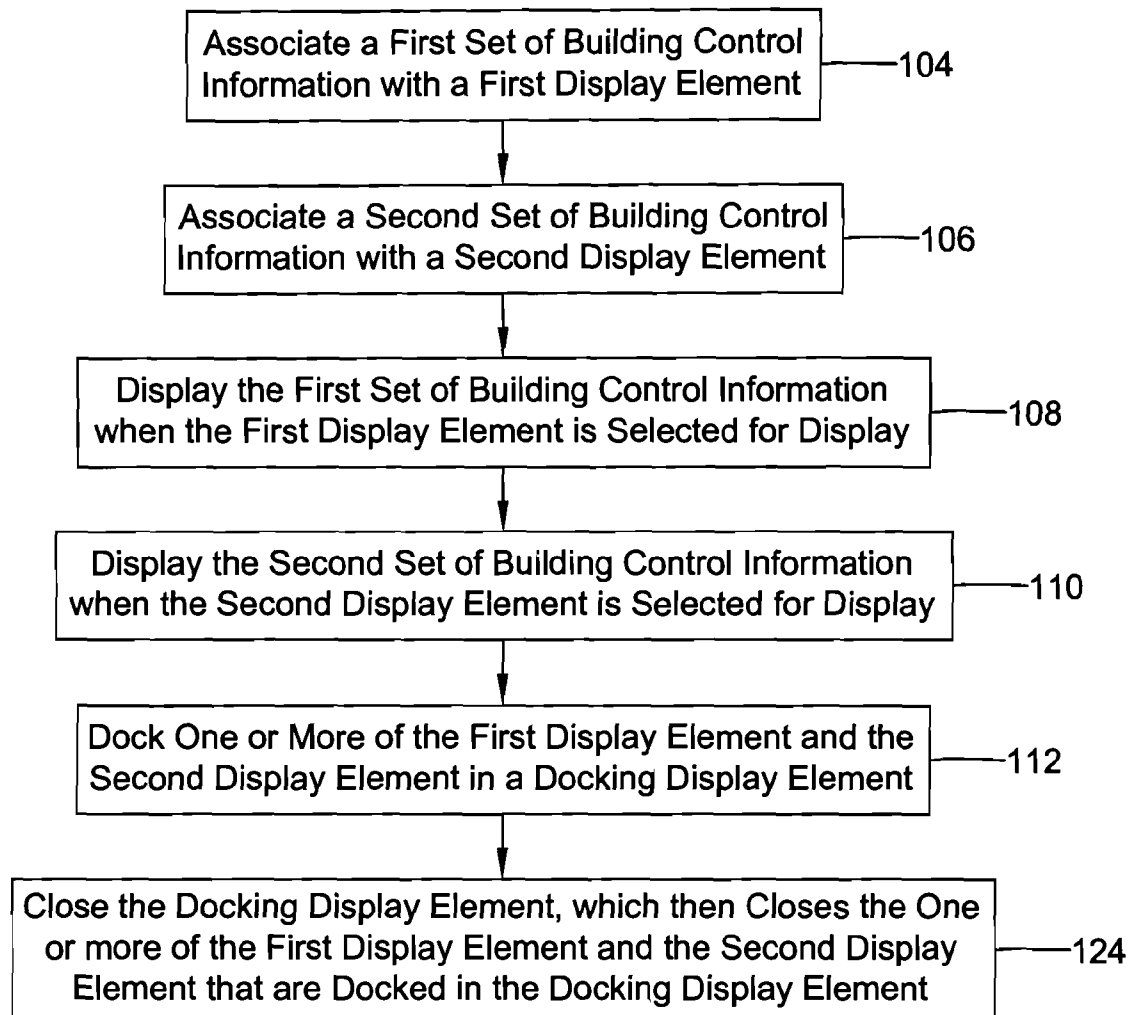 Associate a First Set of Building Control
Information with a First Display Element
104
Associate a Second Set of Building Control
Information with a Second Display Element
106
Display the First Set of Building Control Information
when the First Display Element is Selected for Display
108
Display the Second Set of Building Control Information
when the Second Display Element is Selected for Display
110
Dock One or More of the First Display Element and the
Second Display Element in a Docking Display Element
112
Close the Docking Display Element, which then Closes the One
or more of the First Display Element and the Second Display
Element that are Docked in the Docking Display Element
124